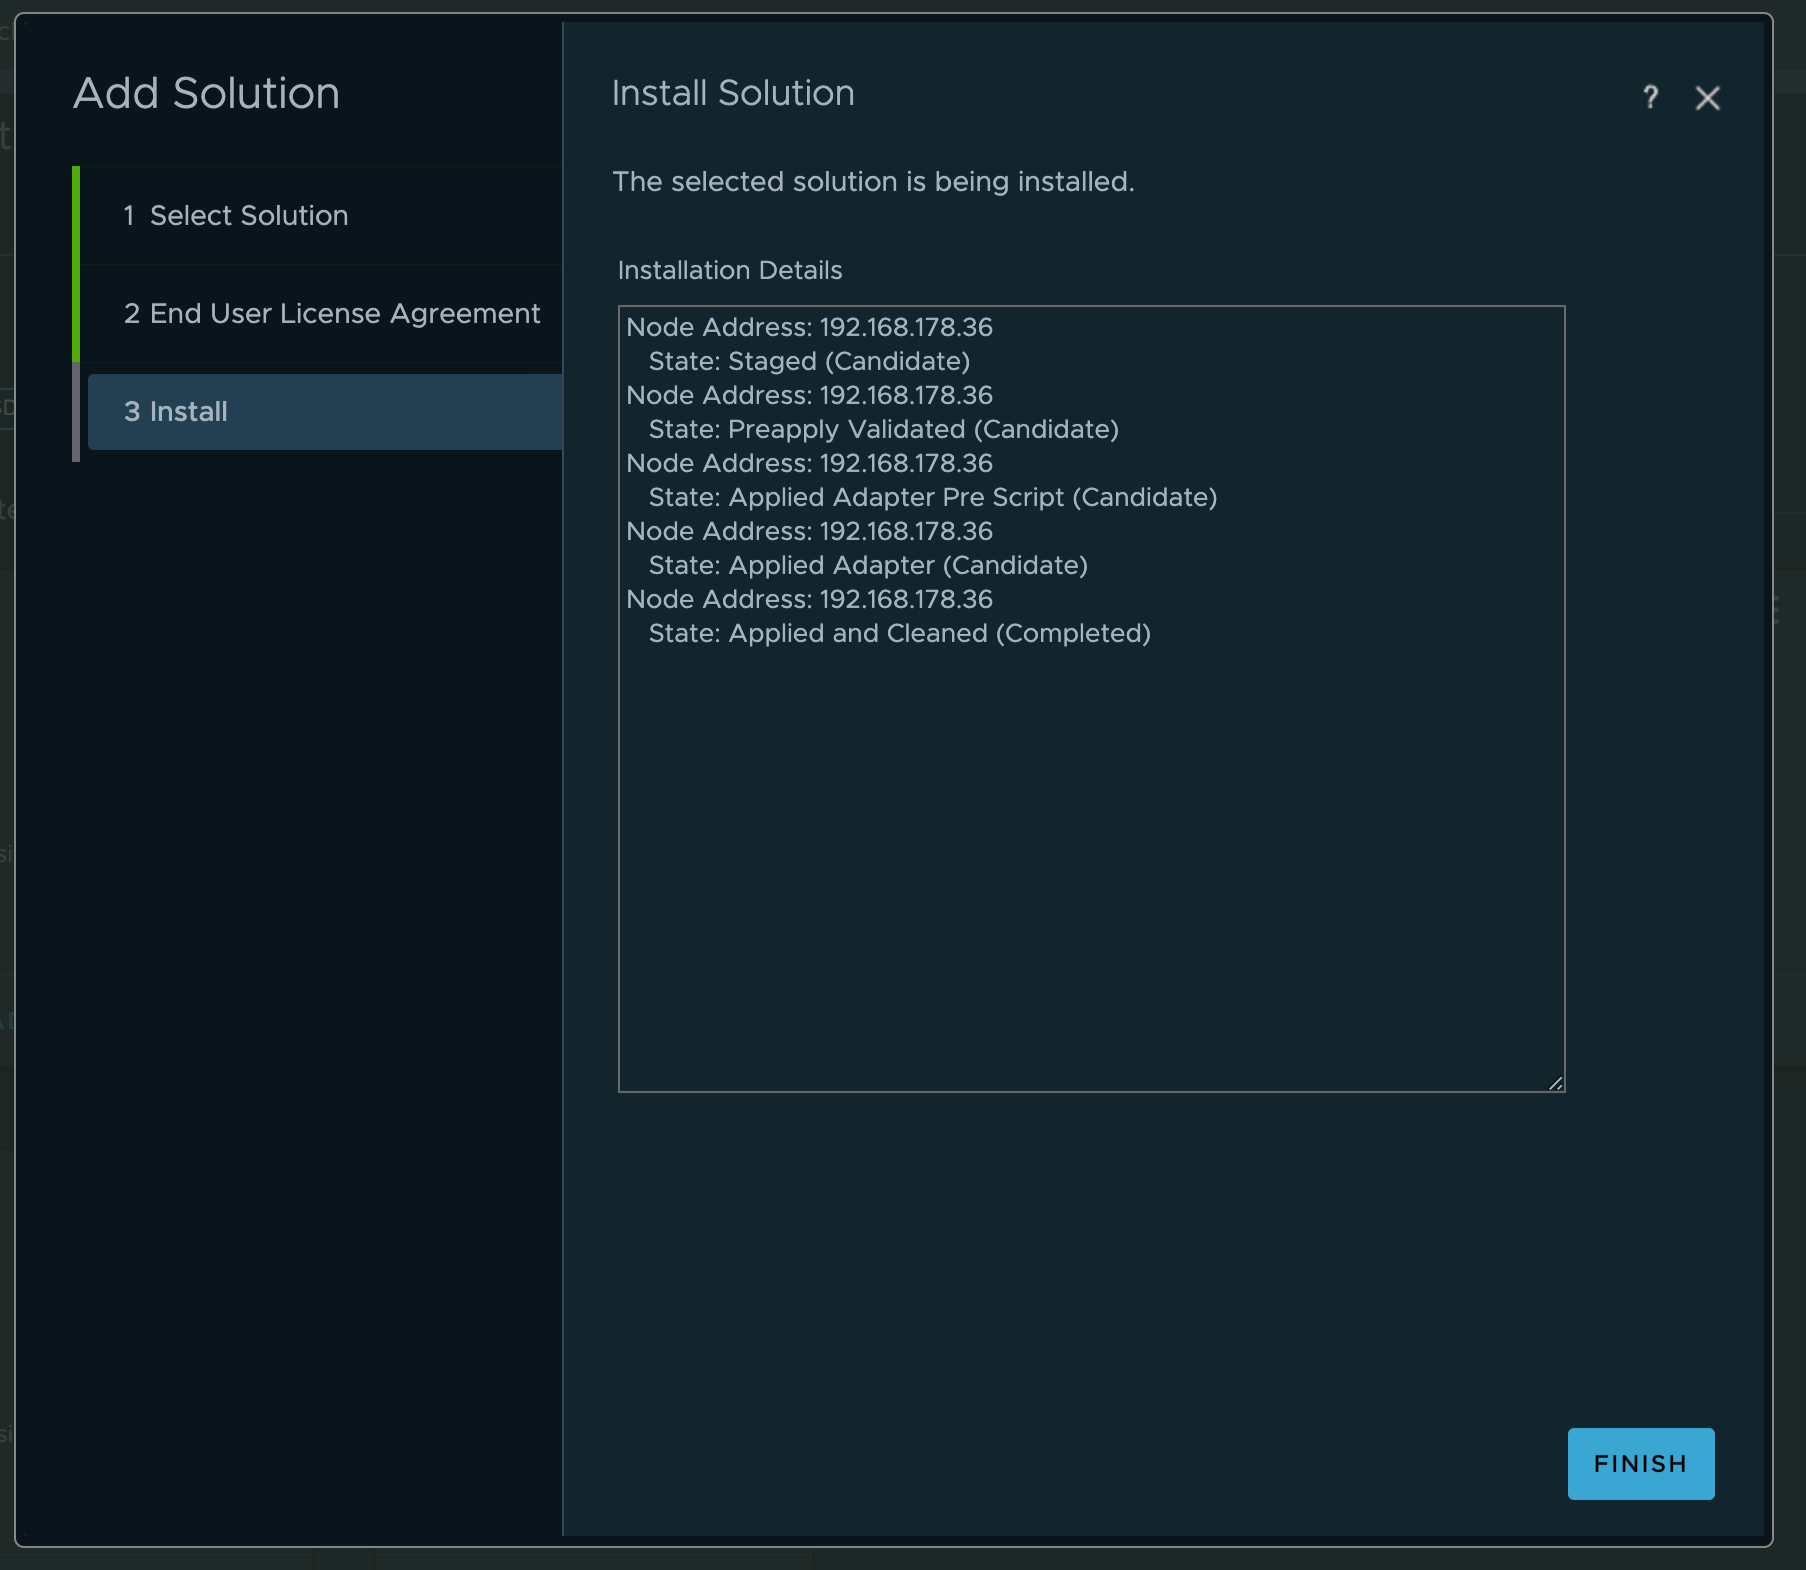 Add Solution
1 Select Solution
2 End User License Agreement
3 Install
Install Solution
?
The selected solution is being installed.
Installation Details
Node Address: 192.168.178.36
State: Staged (Candidate)
Node Address: 192.168.178.36
State: Preapply Validated (Candidate)
Node Address: 192.168.178.36
State: Applied Adapter Pre Script (Candidate)
Node Address: 192.168.178.36
State: Applied Adapter (Candidate)
Node Address: 192.168.178.36
State: Applied and Cleaned (Completed)
FINISH